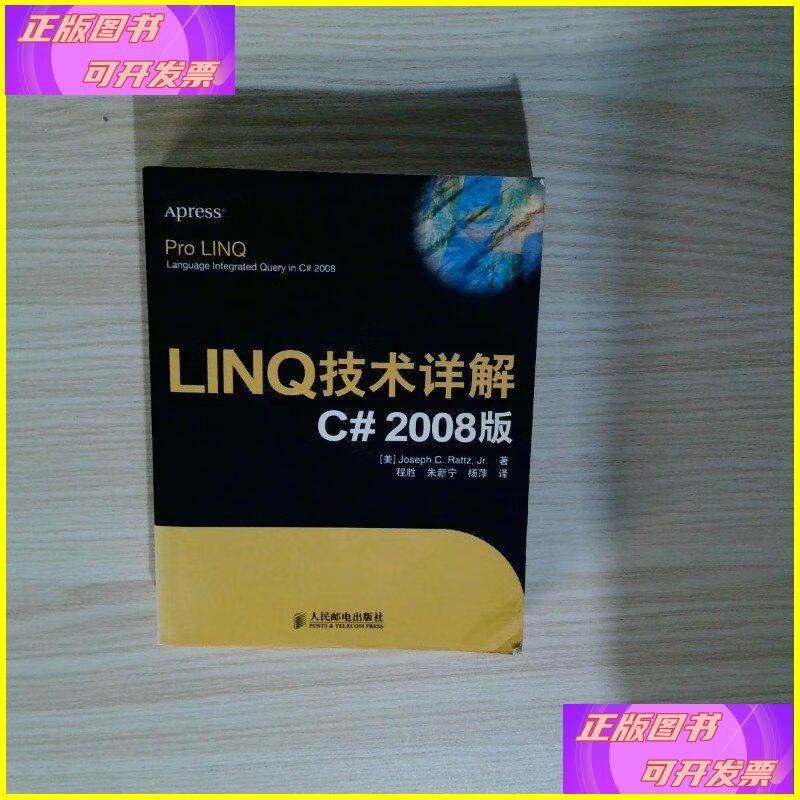 正版图书
可开发票
Apress®
Pro LINQ
Language Integrated Query in C# 2008
LINQ技术详解
C# 2008版
[美] Joseph C. Rattz, Jr. 著
程胜 朱新宁 杨萍 译
人民邮电出版社
POSTS & TELECOM PRESS
正版图书
可开发票